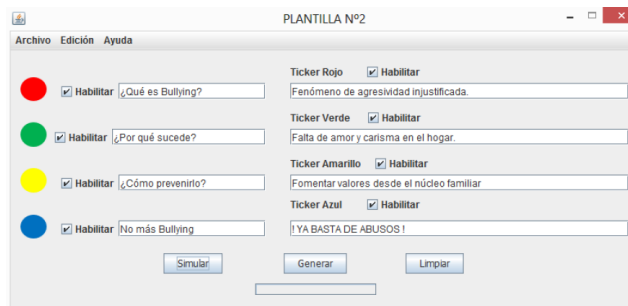 PLANTILLA Nº2
Archivo Edición Ayuda
Ticker Rojo Habilitar
Habilitar ¿Qué es Bullying? Fenómeno de agresividad injustificada.
Ticker Verde Habilitar
Habilitar ¿Por qué sucede? Falta de amor y carisma en el hogar.
Ticker Amarillo Habilitar
Habilitar ¿Cómo prevenirlo? Fomentar valores desde el núcleo familiar
Ticker Azul Habilitar
Habilitar No más Bullying ! YA BASTA DE ABUSOS !
Simular Generar Limpiar